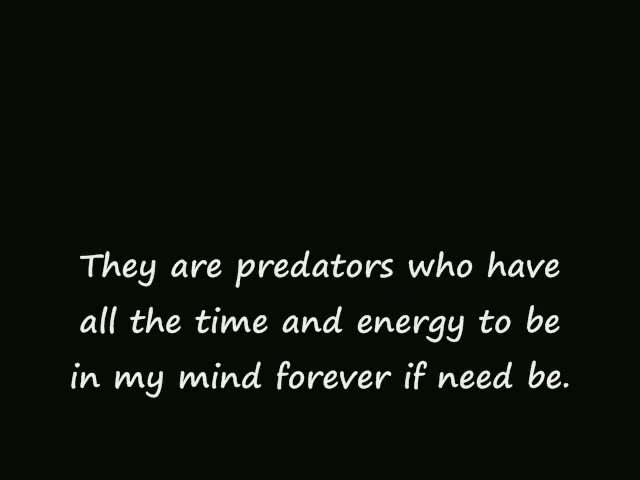 They are predators who have
all the time and energy to be
in my mind forever if need be.